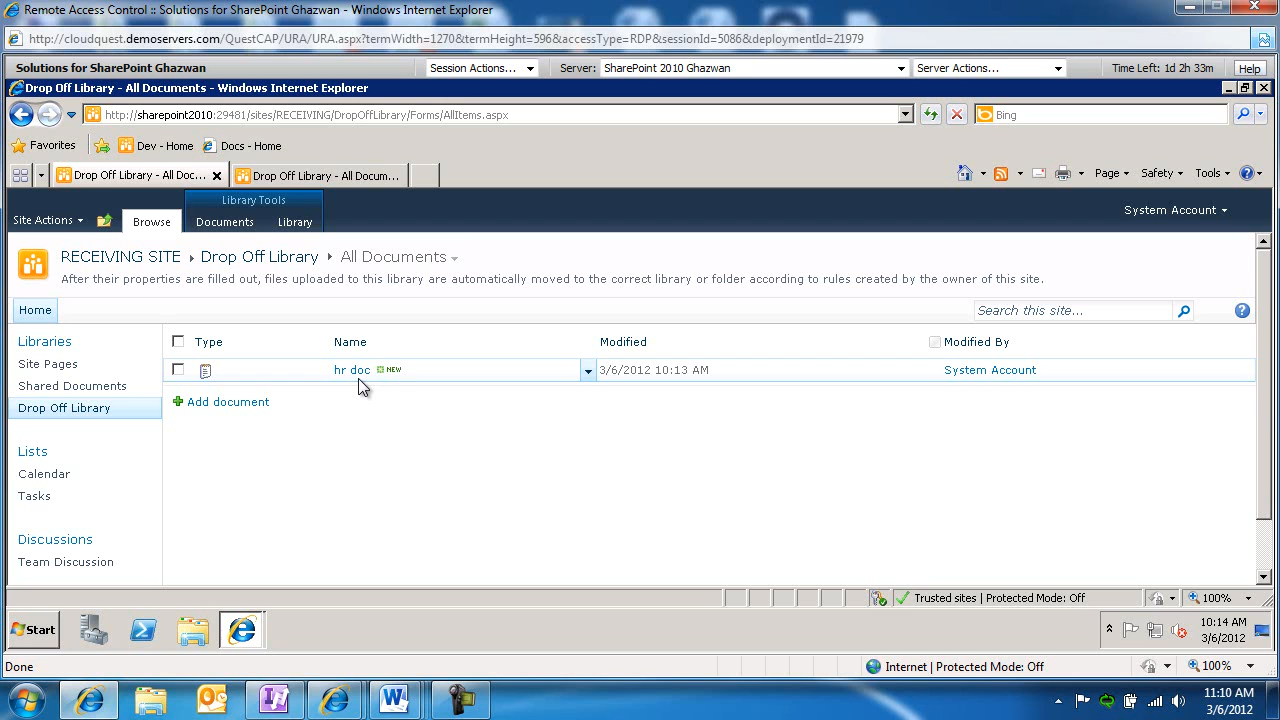 Remote Access Control :: Solutions for SharePoint Ghazwan - Windows Internet Explorer
http://cloudquest.demoservers.com/QuestCAP/URA/URA.aspx?termWidth=1270&termHeight=596&accessType=RDP&sessionId=5086&deploymentId=21979
Solutions for SharePoint Ghazwan Session Actions... Server: SharePoint 2010 Ghazwan Server Actions... Time Left: 1d 2h 33m Help
Drop Off Library - All Documents - Windows Internet Explorer
http://sharepoint2010:29481/sites/RECEIVING/DropOffLibrary/Forms/AllItems.aspx Bing
Favorites Dev - Home Docs - Home
Drop Off Library - All Doc... Drop Off Library - All Docum... Page Safety Tools
Library Tools
Site Actions Browse Documents Library System Account
RECEIVING SITE Drop Off Library All Documents
After their properties are filled out, files uploaded to this library are automatically moved to the correct library or folder according to rules created by the owner of this site.
Home Search this site...
Libraries Type Name Modified Modified By
Site Pages hr doc NEW 3/6/2012 10:13 AM System Account
Shared Documents
Add document
Drop Off Library
Lists
Calendar
Tasks
Discussions
Team Discussion
Trusted sites | Protected Mode: Off 100%
Start 10:14 AM
3/6/2012
Done Internet | Protected Mode: Off 100%
11:10 AM
3/6/2012